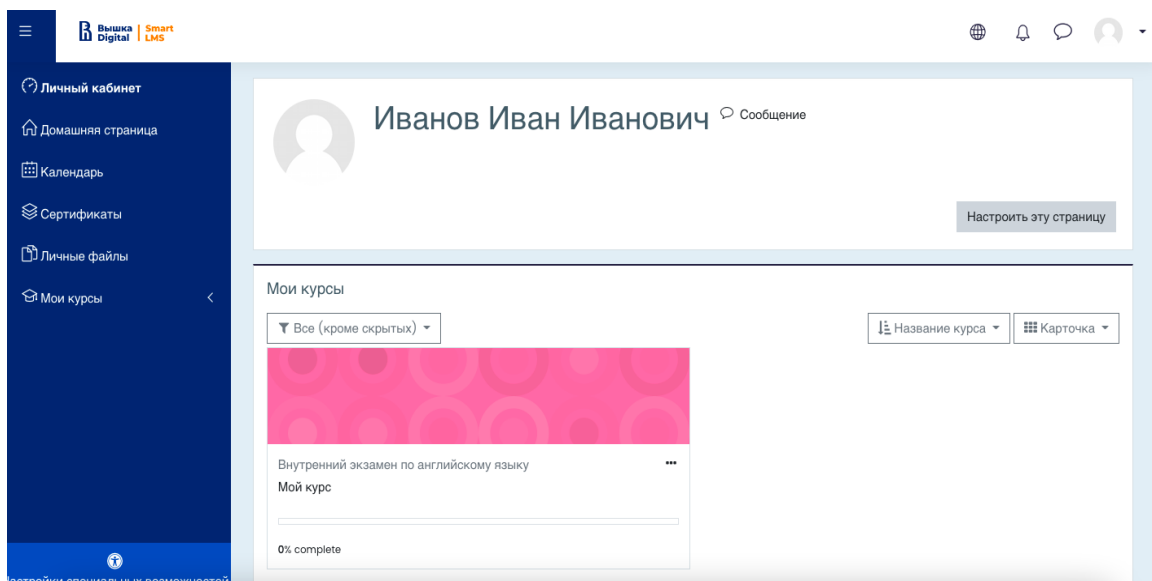 Вышка | Smart
Digital | LMS
Личный кабинет
Домашняя страница
Календарь
Сертификаты
Личные файлы
Мои курсы
Иванов Иван Иванович Сообщение
Настроить эту страницу
Мои курсы
Все (кроме скрытых) Название курса Карточка
Внутренний экзамен по английскому языку
Мой курс
0% complete